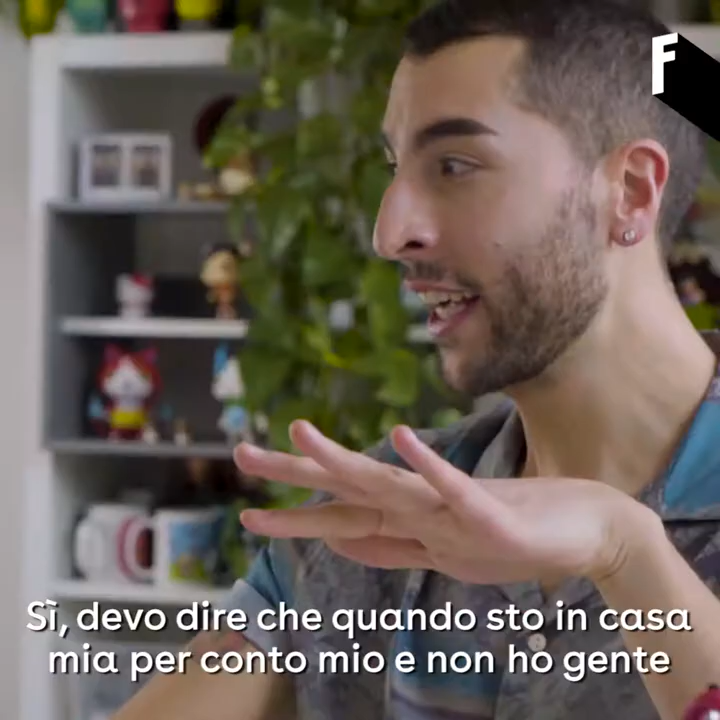 F
Sì, devo dire che quando sto in casa
mia per conto mio e non ho gente